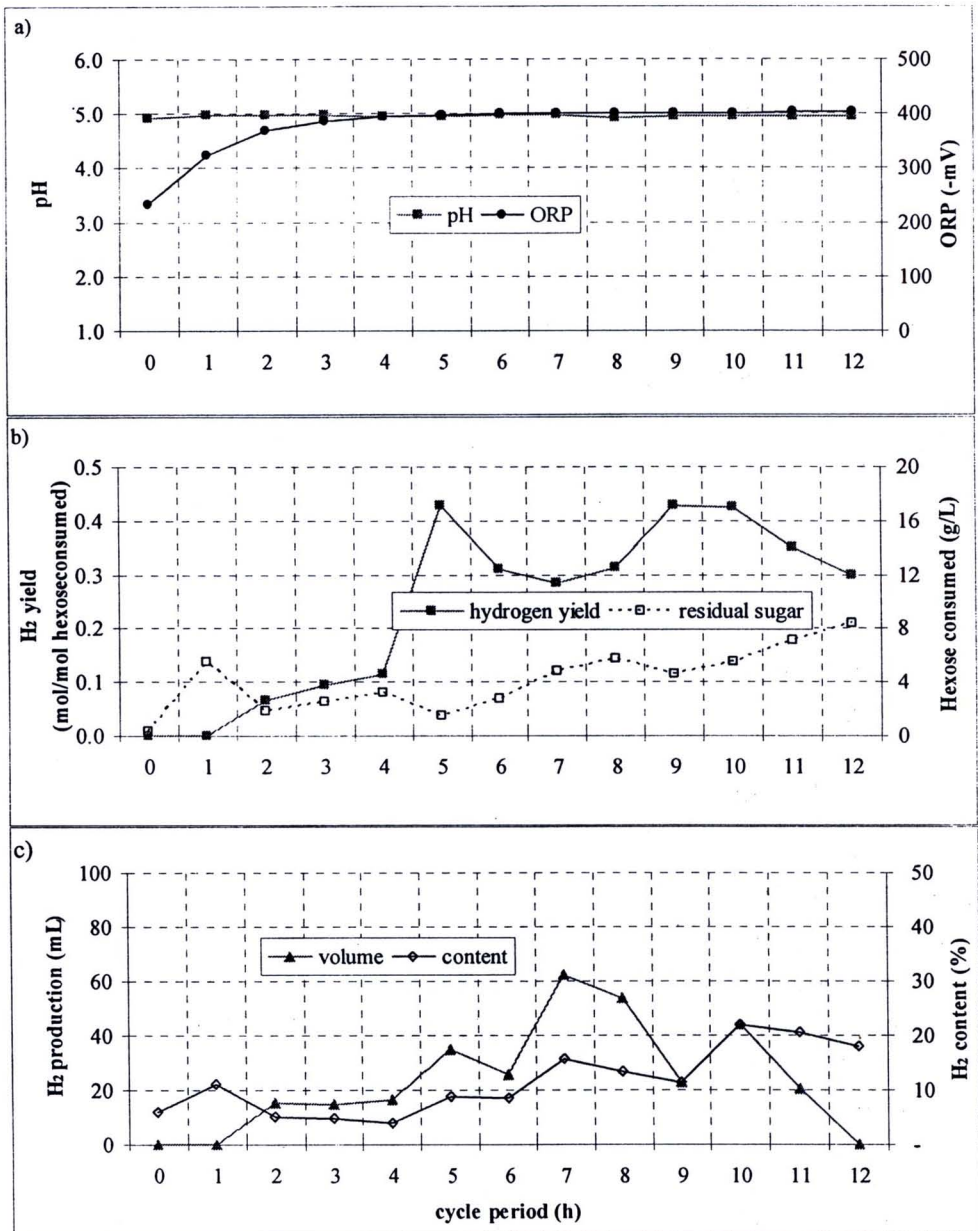 a)
6.0
5.0
4.0
3.0
2.0
1.0
pH
500
400
300
200
100
0
ORP (-mV)
pH ORP
0 1 2 3 4 5 6 7 8 9 10 11 12
b)
0.5
0.4
0.3
0.2
0.1
0.0
H₂ yield
(mol/mol hexoseconsumed)
20
16
12
8
4
0
Hexose consumed (g/L)
hydrogen yield residual sugar
0 1 2 3 4 5 6 7 8 9 10 11 12
c)
100
80
60
40
20
0
H₂ production (mL)
50
40
30
20
10
-
H₂ content (%)
volume content
0 1 2 3 4 5 6 7 8 9 10 11 12
cycle period (h)